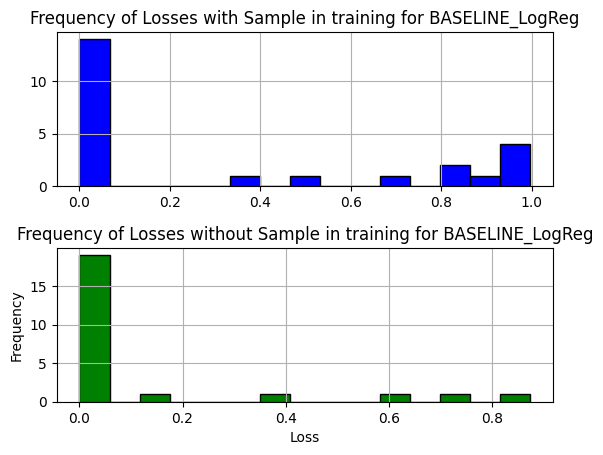 Frequency of Losses with Sample in training for BASELINE_LogReg
10
5
0
0.0 0.2 0.4 0.6 0.8 1.0
Frequency of Losses without Sample in training for BASELINE_LogReg
Frequency
15
10
5
0
0.0 0.2 0.4 0.6 0.8
Loss